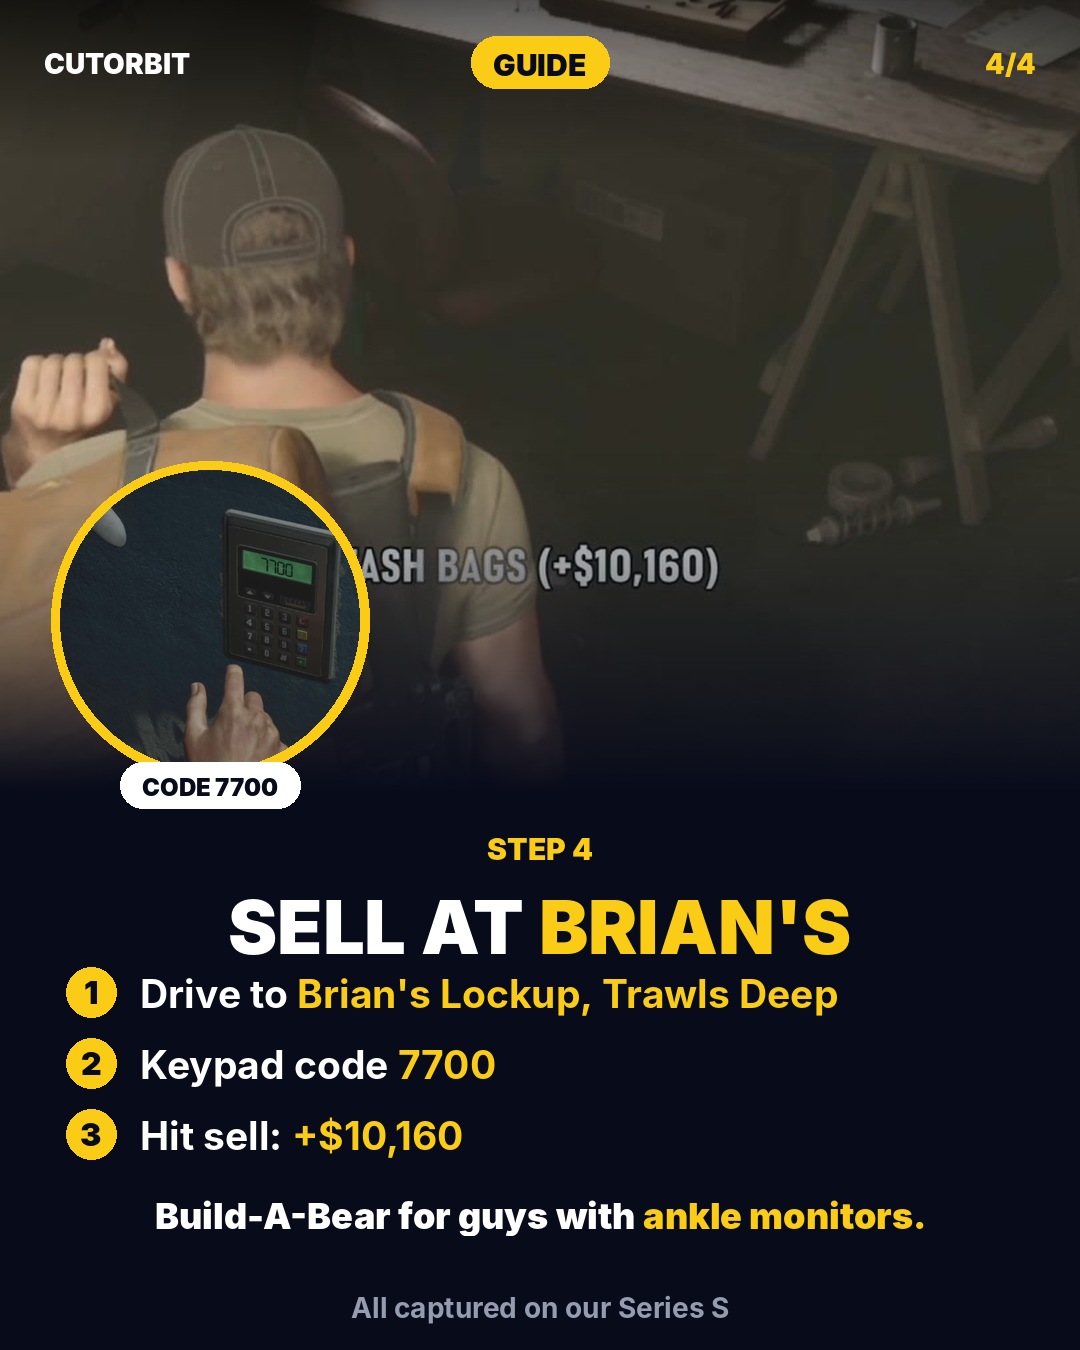 CUTORBIT
GUIDE
4/4
7700
BAGS (+$10,160)
CODE 7700
STEP 4
SELL AT BRIAN'S
1 Drive to Brian's Lockup, Trawls Deep
2 Keypad code 7700
3 Hit sell: +$10,160
Build-A-Bear for guys with ankle monitors.
All captured on our Series S